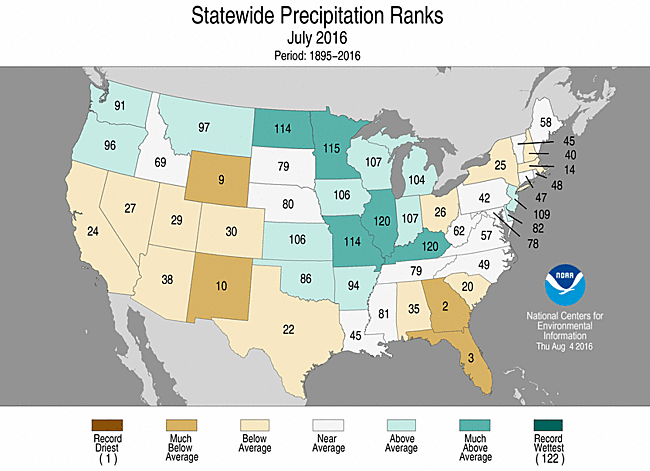 Statewide Precipitation Ranks
July 2016
Period: 1895–2016
91
97
114
115
58
96
69
9
79
107
104
25
45
40
14
48
47
109
82
78
24
27
29
30
80
106
120
107
26
42
62
57
106
114
120
38
10
86
94
79
49
20
22
45
81
35
2
3
NOAA
National Centers for
Environmental
Information
Thu Aug 4 2016
Record
Driest
(1)
Much
Below
Average
Below
Average
Near
Average
Above
Average
Much
Above
Average
Record
Wettest
(122)